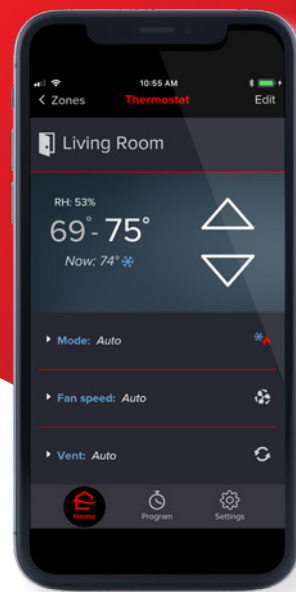 10:55 AM
< Zones Thermostat Edit
Living Room
RH: 53%
69°- 75°
Now: 74°
Mode: Auto
Fan speed: Auto
Vent: Auto
Home Program Settings